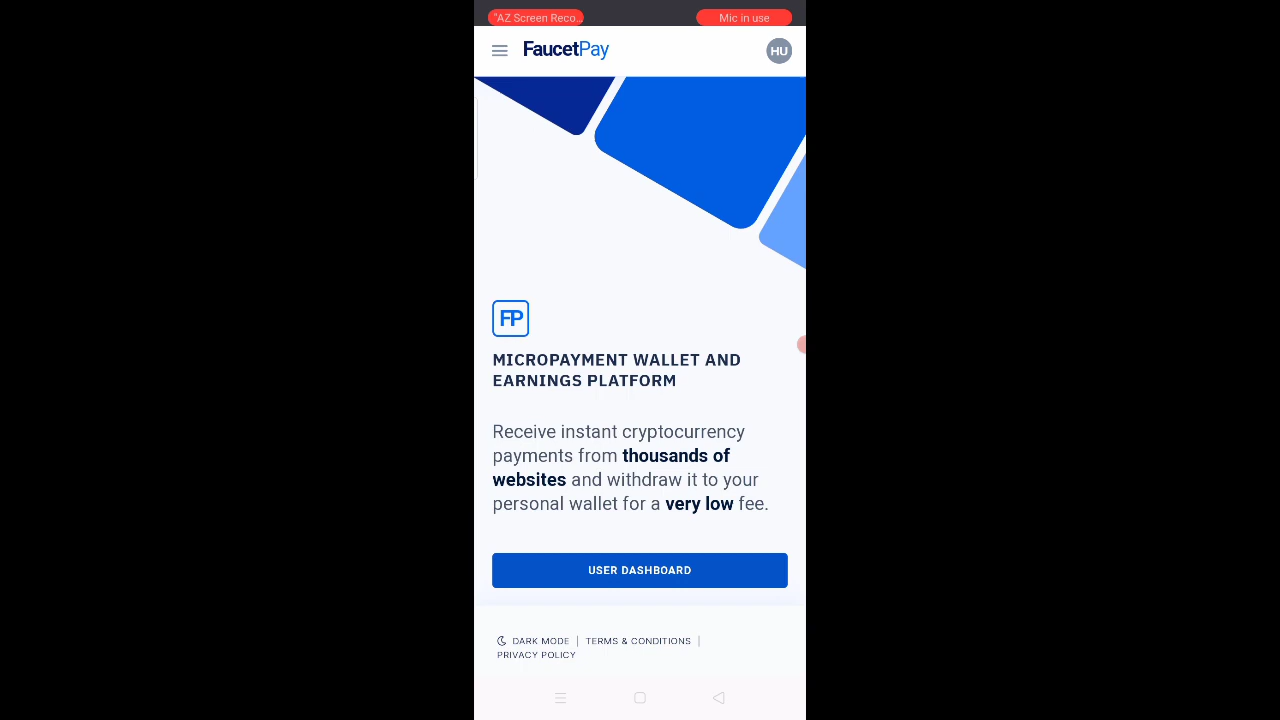 "AZ Screen Reco...
Mic in use
FaucetPay
HU
FP
MICROPAYMENT WALLET AND
EARNINGS PLATFORM
Receive instant cryptocurrency
payments from thousands of
websites and withdraw it to your
personal wallet for a very low fee.
USER DASHBOARD
DARK MODE | TERMS & CONDITIONS |
PRIVACY POLICY